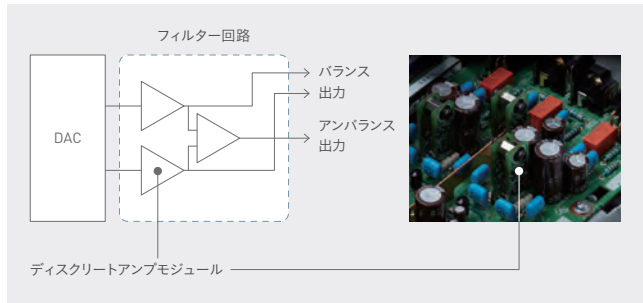 フィルター回路
DAC
バランス
出力
アンバランス
出力
ディスクリートアンプモジュール